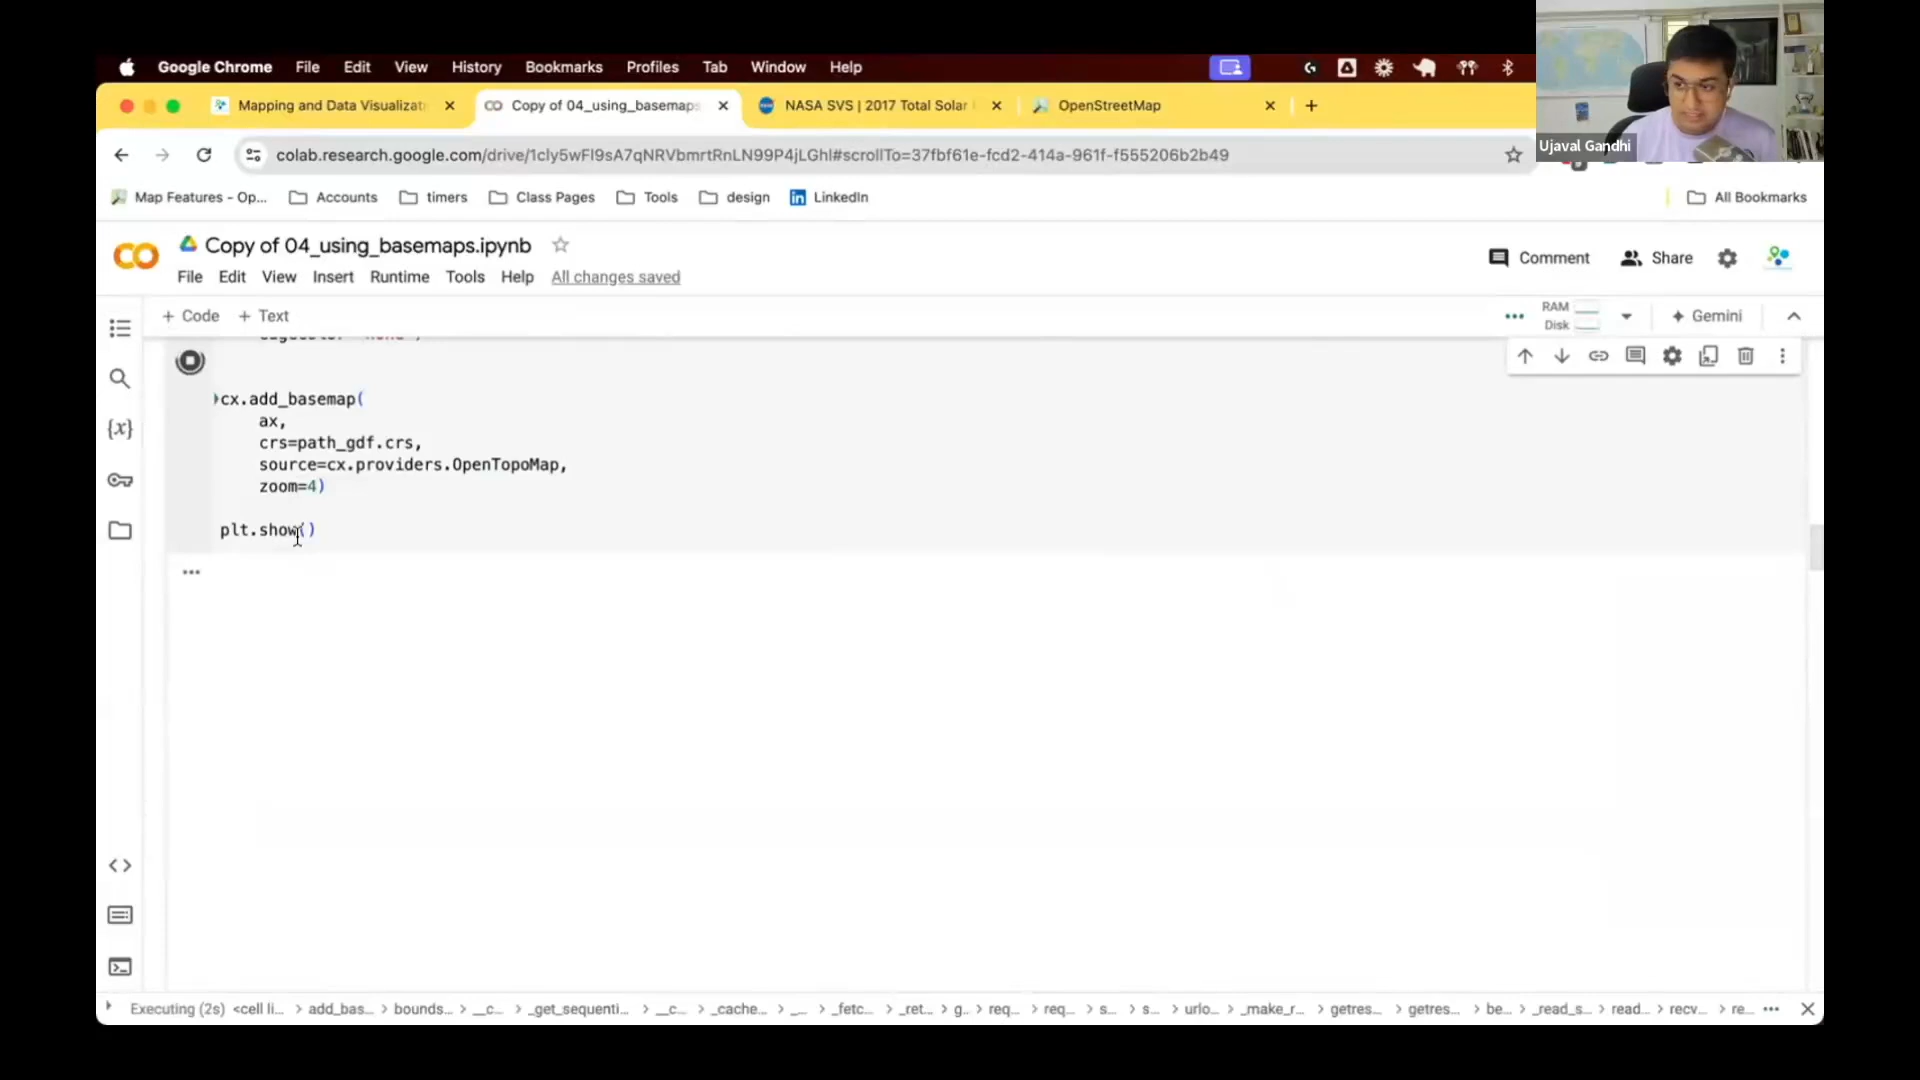 Google Chrome File Edit View History Bookmarks Profiles Tab Window Help
Mapping and Data Visualizat
Copy of 04_using_basemaps
NASA SVS | 2017 Total Solar
OpenStreetMap
colab.research.google.com/drive/1cly5wFl9sA7qNRVbmrtRnLN99P4jLGhl#scrollTo=37fbf61e-fcd2-414a-961f-f555206b2b49
Ujaval Gandhi
Map Features - Op... Accounts timers Class Pages Tools design LinkedIn All Bookmarks
Copy of 04_using_basemaps.ipynb
Comment Share
File Edit View Insert Runtime Tools Help All changes saved
+ Code + Text
RAM
Disk
Gemini
cx.add_basemap(
ax,
crs=path_gdf.crs,
source=cx.providers.OpenTopoMap,
zoom=4)
plt.show()
...
Executing (2s) <cell li... > add_bas... > bounds... > __c... > _get_sequenti... > __c... > _cache... > _... > _fetc... > _ret... > g... > req... > req... > s... > s... > urlo... > _make_r... > getres... > getres... > be... > _read_s... > read... > recv... > re... ...